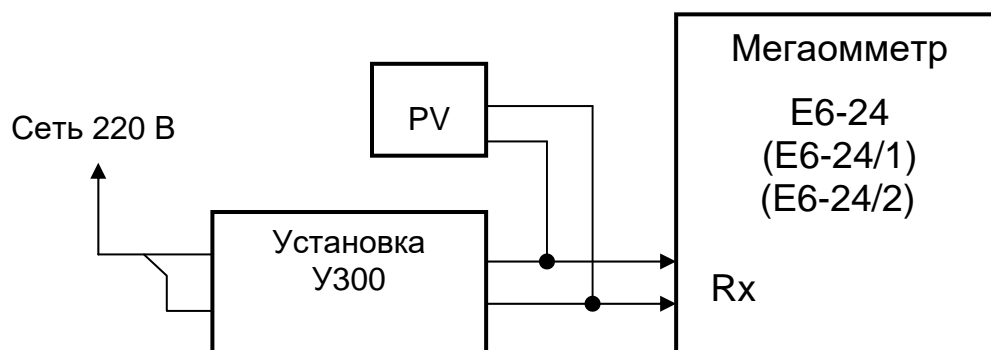 Мегаомметр
Е6-24
(Е6-24/1)
(Е6-24/2)
PV
Сеть 220 В
Установка
У300
Rx